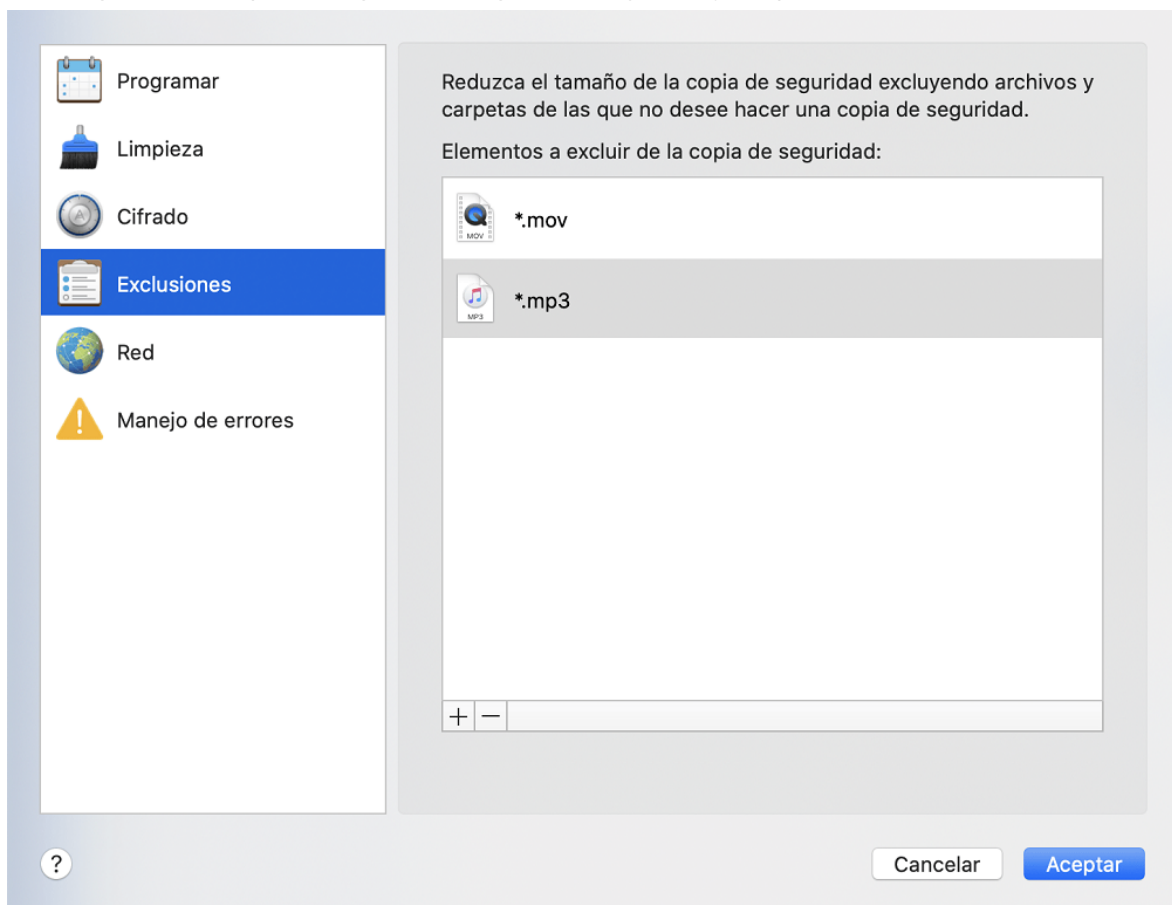 Programar
Limpieza
Cifrado
Exclusiones
Red
Manejo de errores
Reduzca el tamaño de la copia de seguridad excluyendo archivos y
carpetas de las que no desee hacer una copia de seguridad.
Elementos a excluir de la copia de seguridad:
MOV
*.mov
MP3
*.mp3
+ −
?
Cancelar
Aceptar